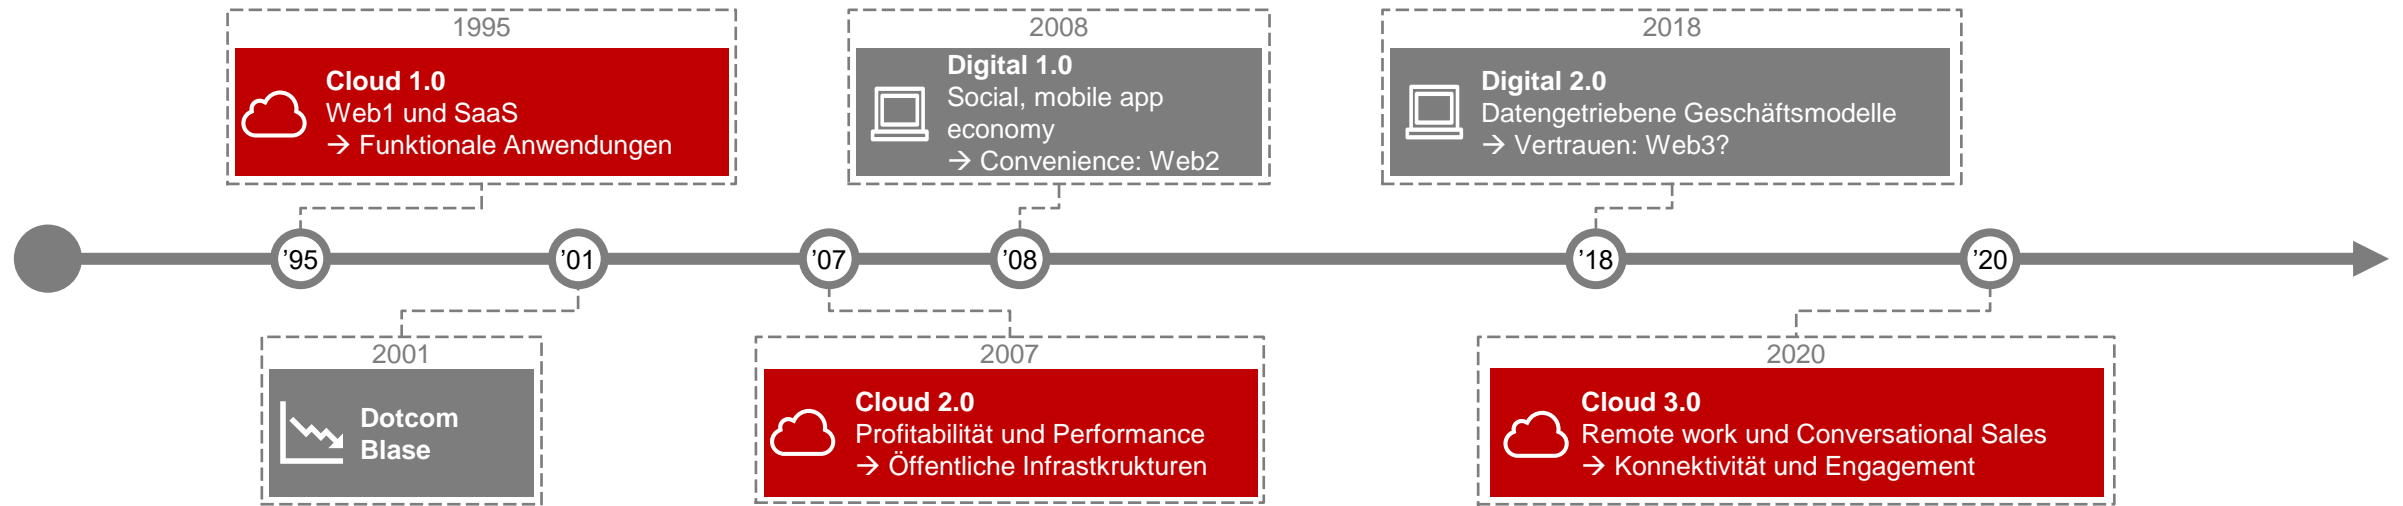 1995
Cloud 1.0
Web1 und SaaS
→ Funktionale Anwendungen
2008
Digital 1.0
Social, mobile app
economy
→ Convenience: Web2
2018
Digital 2.0
Datengetriebene Geschäftsmodelle
→ Vertrauen: Web3?
’95
’01
’07
’08
’18
’20
2001
Dotcom
Blase
2007
Cloud 2.0
Profitabilität und Performance
→ Öffentliche Infrastkrukturen
2020
Cloud 3.0
Remote work und Conversational Sales
→ Konnektivität und Engagement